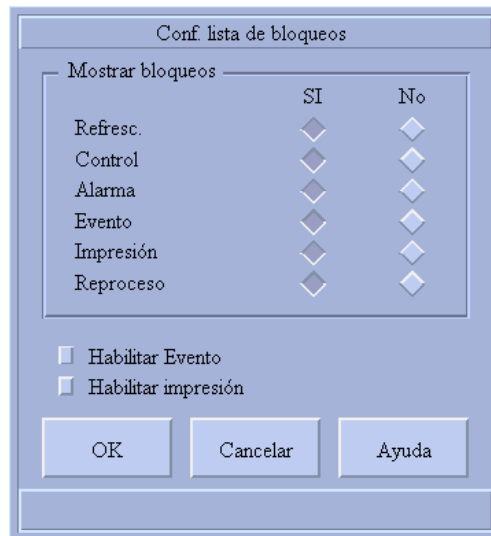 Conf. lista de bloqueos
Mostrar bloqueos
SI No
Refresc.
Control
Alarma
Evento
Impresión
Reproceso
Habilitar Evento
Habilitar impresión
OK Cancelar Ayuda